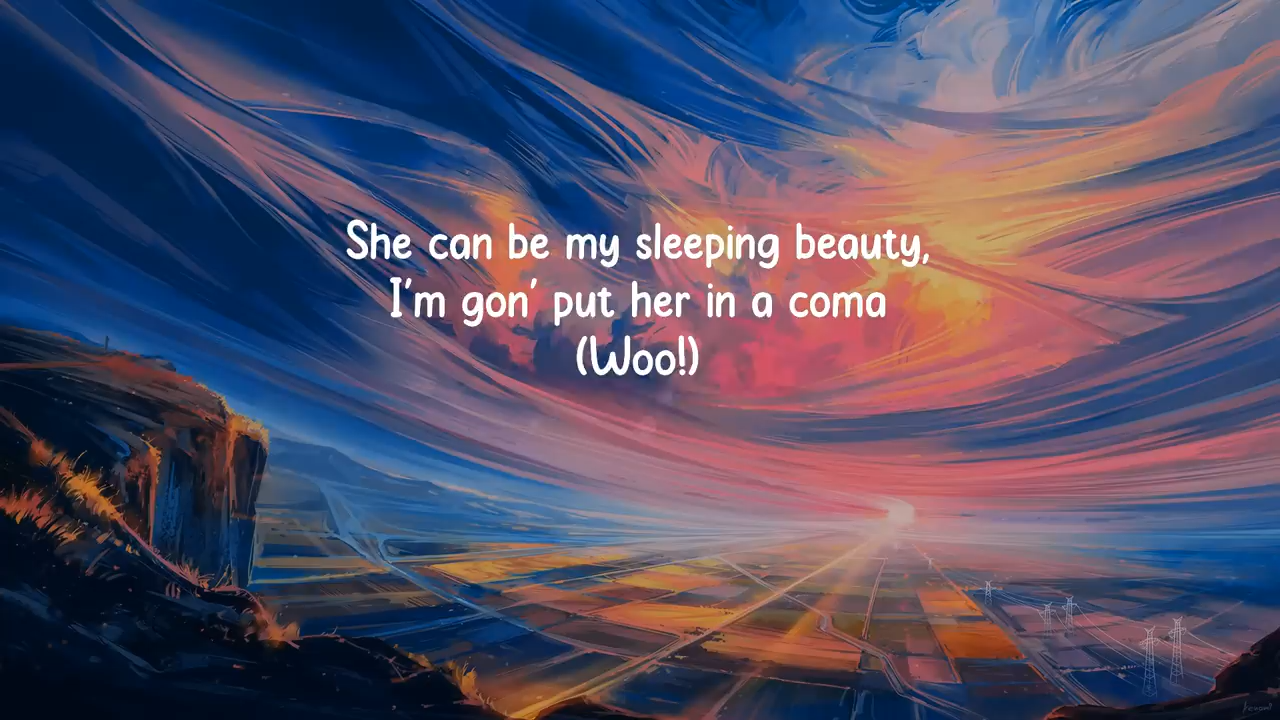 She can be my sleeping beauty,
I'm gon' put her in a coma
(Woo!)